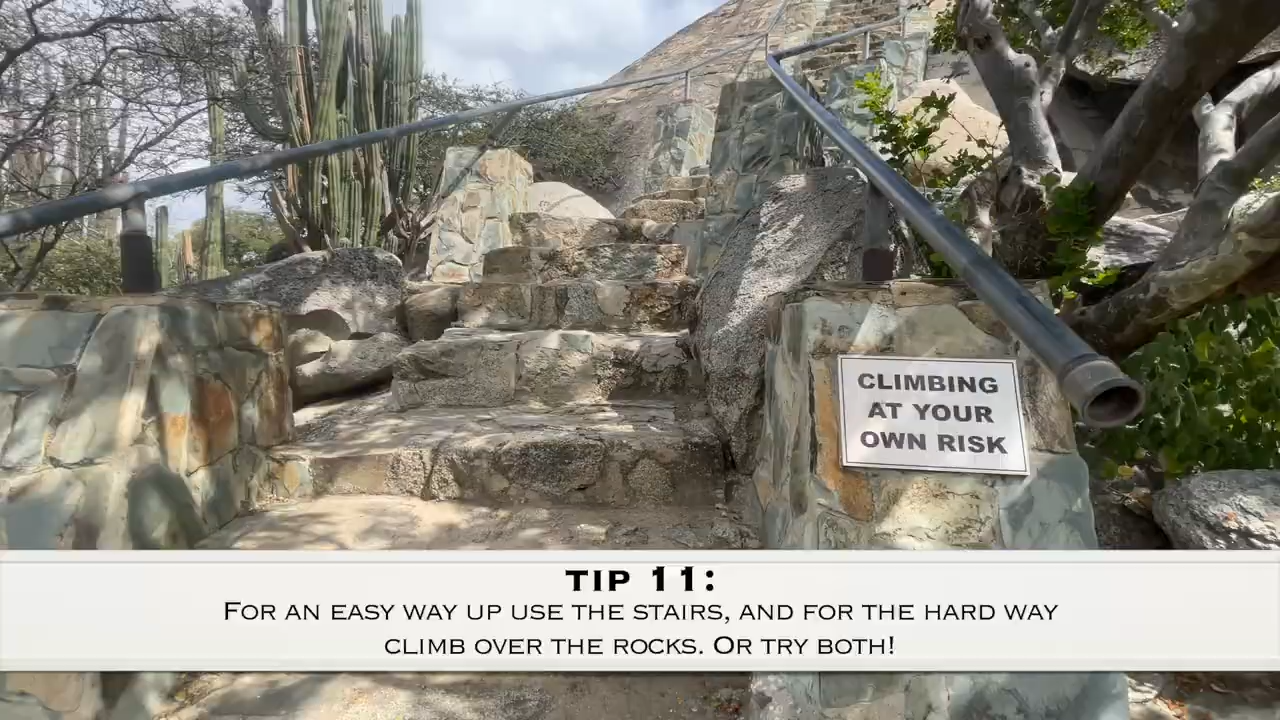 CLIMBING
AT YOUR
OWN RISK
TIP 11:
FOR AN EASY WAY UP USE THE STAIRS, AND FOR THE HARD WAY
CLIMB OVER THE ROCKS. OR TRY BOTH!